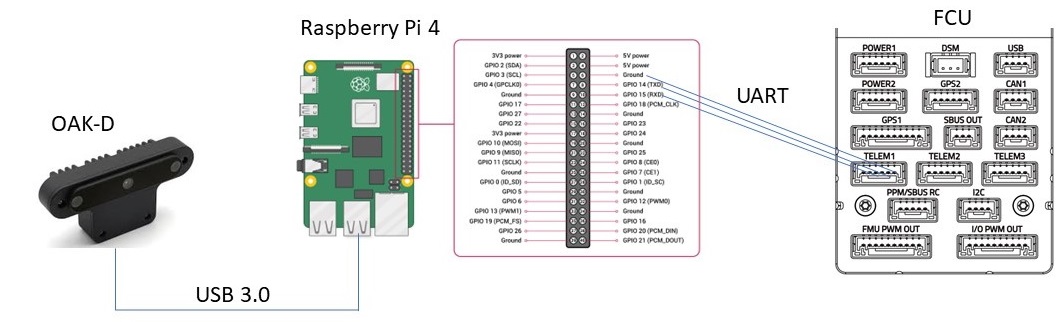 Raspberry Pi 4
FCU
OAK-D
UART
USB 3.0
3V3 power
GPIO 2 (SDA)
GPIO 3 (SCL)
GPIO 4 (GPCLK0)
Ground
GPIO 17
GPIO 27
GPIO 22
3V3 power
GPIO 10 (MOSI)
GPIO 9 (MISO)
GPIO 11 (SCLK)
Ground
GPIO 0 (ID_SD)
GPIO 5
GPIO 6
GPIO 13 (PWM1)
GPIO 19 (PCM_FS)
GPIO 26
Ground
5V power
5V power
Ground
GPIO 14 (TXD)
GPIO 15 (RXD)
GPIO 18 (PCM_CLK)
Ground
GPIO 23
GPIO 24
Ground
GPIO 25
GPIO 8 (CE0)
GPIO 7 (CE1)
GPIO 1 (ID_SC)
Ground
GPIO 12 (PWM0)
Ground
GPIO 16
GPIO 20 (PCM_DIN)
GPIO 21 (PCM_DOUT)
POWER1 DSM USB
POWER2 GPS2 CAN1
GPS1 SBUS OUT CAN2
TELEM1 TELEM2 TELEM3
PPM/SBUS RC I2C
FMU PWM OUT I/O PWM OUT